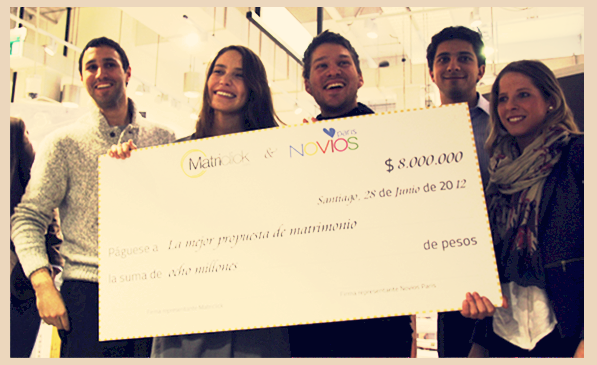 Matriclick & NOVIOS paris
$ 8.000.000
Santiago, 28 de Junio de 2012
Páguese a La mejor propuesta de matrimonio
la suma de ocho millones de pesos